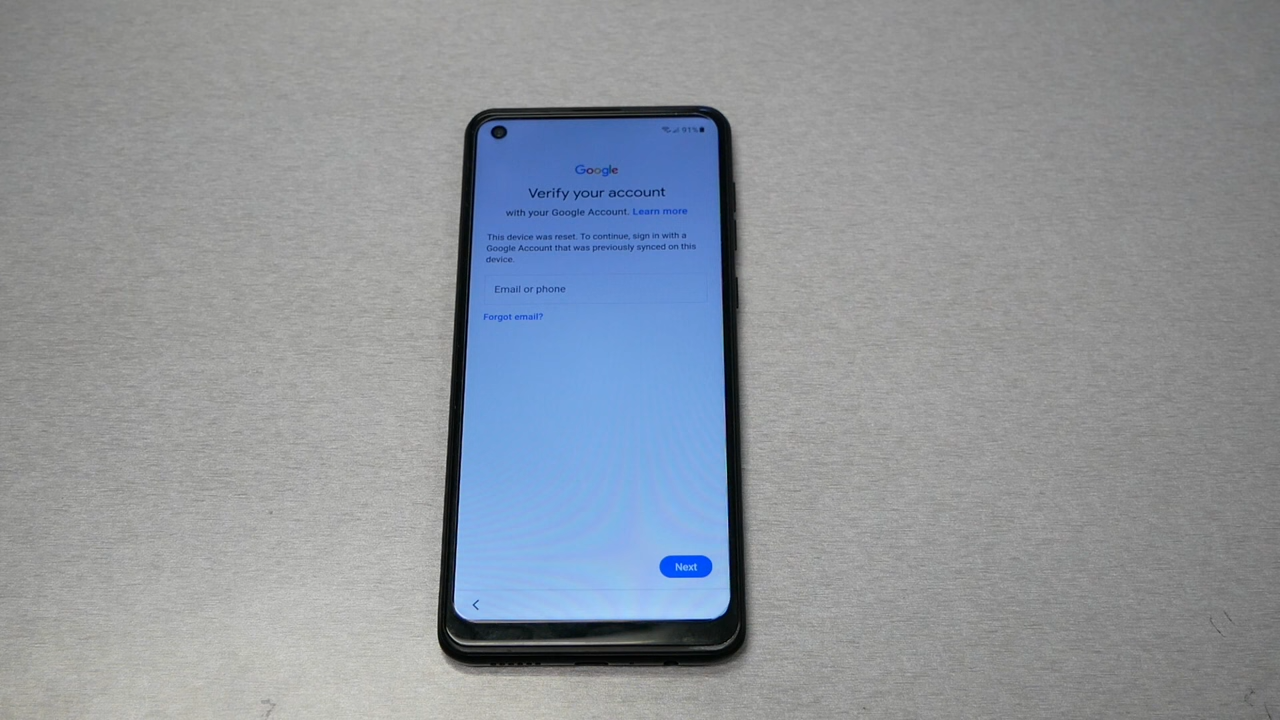 91%
Google
Verify your account
with your Google Account. Learn more
This device was reset. To continue, sign in with a
Google Account that was previously synced on this
device.
Email or phone
Forgot email?
Next